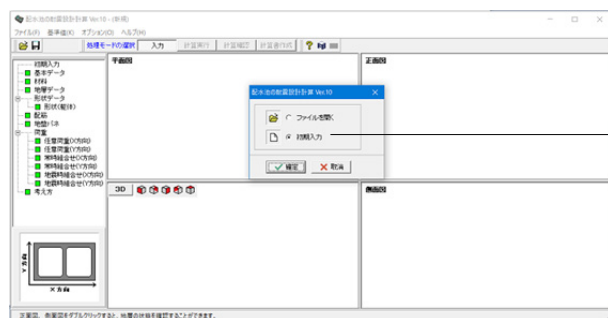 配水池の耐震設計計算 Ver.10 - (新規)
ファイル(F) 基準値(K) オプション(O) ヘルプ(H)
処理モードの選択 入力 計算実行 計算確認 計算書作成
初期入力
基本データ
材料
地層データ
形状データ
形状(躯体)
配筋
地盤バネ
荷重
任意荷重(X方向)
任意荷重(Y方向)
常時組合せ(X方向)
常時組合せ(Y方向)
地震時組合せ(X方向)
地震時組合せ(Y方向)
考え方
Y方向
X方向
平面図
正面図
配水池の耐震設計計算 Ver.10
ファイルを開く
初期入力
確定 取消
3D
側面図
正面図、側面図をダブルクリックすると、地層の詳細を確認することができます。